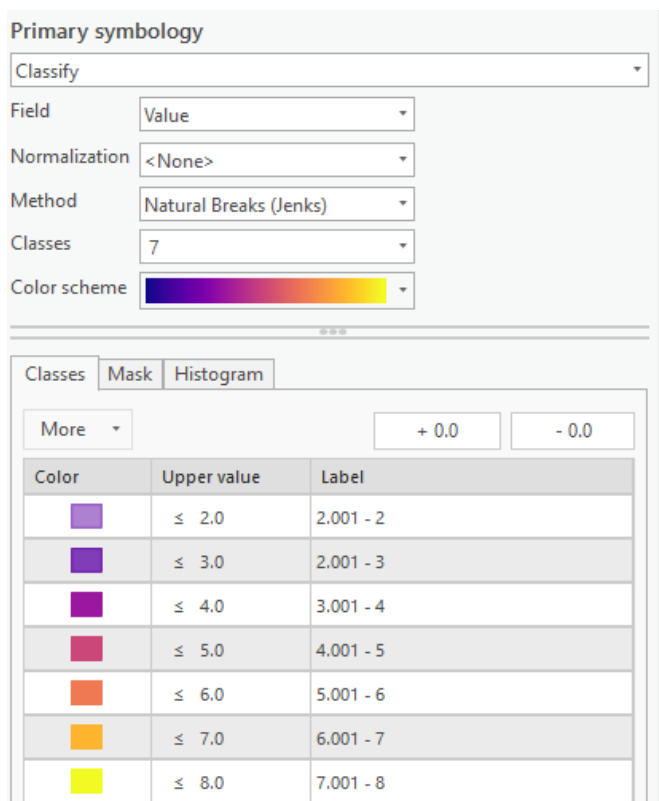 Primary symbology
Classify
Field Value
Normalization <None>
Method Natural Breaks (Jenks)
Classes 7
Color scheme
Classes Mask Histogram
More + 0.0 - 0.0
Color Upper value Label
≤ 2.0 2.001 - 2
≤ 3.0 2.001 - 3
≤ 4.0 3.001 - 4
≤ 5.0 4.001 - 5
≤ 6.0 5.001 - 6
≤ 7.0 6.001 - 7
≤ 8.0 7.001 - 8